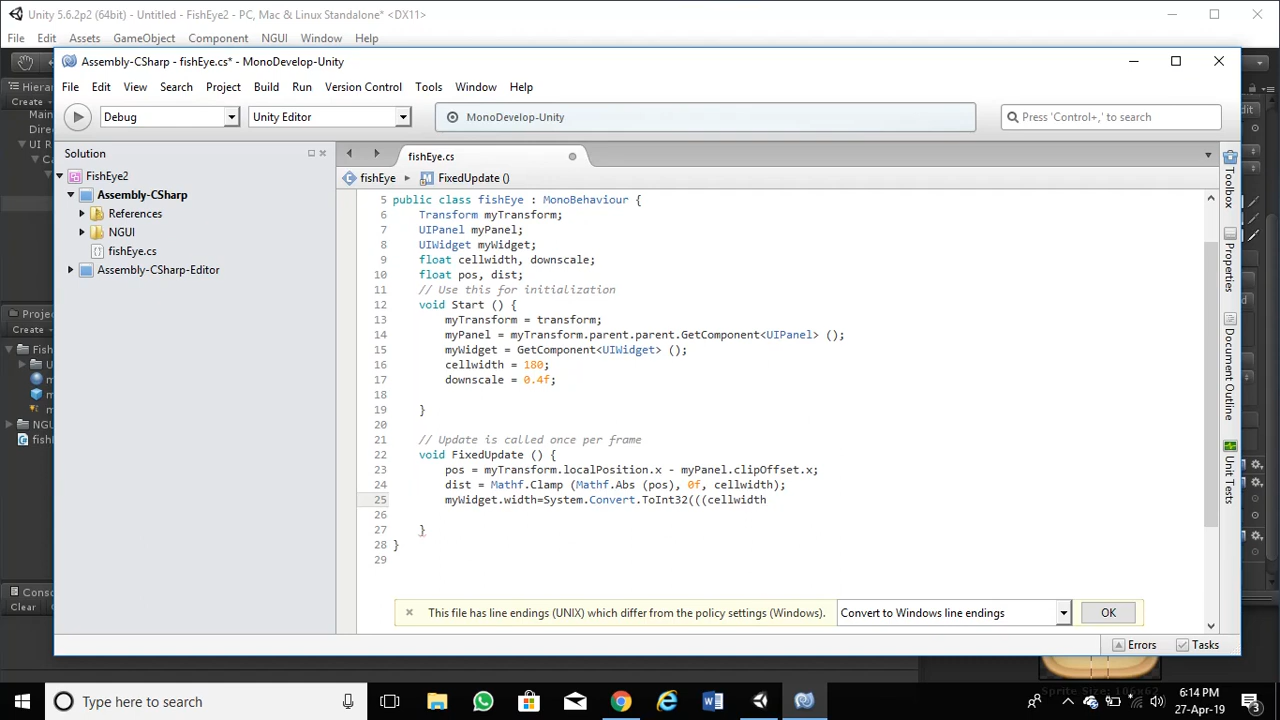 Unity 5.6.2p2 (64bit) - Untitled - FishEye2 - PC, Mac & Linux Standalone* <DX11>
File Edit Assets GameObject Component NGUI Window Help
Assembly-CSharp - fishEye.cs* - MonoDevelop-Unity
File Edit View Search Project Build Run Version Control Tools Window Help
Debug Unity Editor MonoDevelop-Unity Press 'Control+,' to search
Hierar
Create
Main
Direc
UI R
Ca
Projec
Create
Fish
U
m
m
m
NGU
fishE
Conso
Clear
edit
Solution
FishEye2
Assembly-CSharp
References
NGUI
fishEye.cs
Assembly-CSharp-Editor
fishEye.cs
fishEye FixedUpdate ()
5 public class fishEye : MonoBehaviour {
6 Transform myTransform;
7 UIPanel myPanel;
8 UIWidget myWidget;
9 float cellwidth, downscale;
10 float pos, dist;
11 // Use this for initialization
12 void Start () {
13 myTransform = transform;
14 myPanel = myTransform.parent.parent.GetComponent<UIPanel> ();
15 myWidget = GetComponent<UIWidget> ();
16 cellwidth = 180;
17 downscale = 0.4f;
18
19 }
20
21 // Update is called once per frame
22 void FixedUpdate () {
23 pos = myTransform.localPosition.x - myPanel.clipOffset.x;
24 dist = Mathf.Clamp (Mathf.Abs (pos), 0f, cellwidth);
25 myWidget.width=System.Convert.ToInt32(((cellwidth
26
27 }
28 }
29
This file has line endings (UNIX) which differ from the policy settings (Windows). Convert to Windows line endings OK
Toolbox
Properties
Document Outline
Unit Tests
Errors Tasks
Sprite Size: 106x62
Type here to search
6:14 PM
27-Apr-19
3